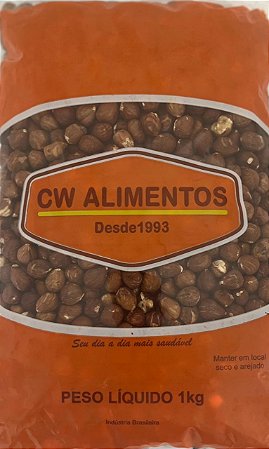 CW ALIMENTOS
Desde1993
Seu dia a dia mais saudável
Manter em local
seco e arejado
PESO LÍQUIDO 1kg
Indústria Brasileira